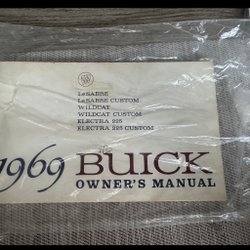 LeSABRE
LeSABRE CUSTOM
WILDCAT
WILDCAT CUSTOM
ELECTRA 225
ELECTRA 225 CUSTOM
1969 BUICK
OWNER'S MANUAL